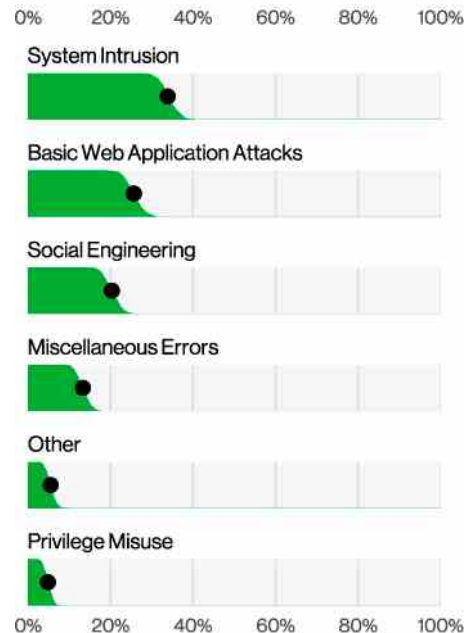 0% 20% 40% 60% 80% 100%
System Intrusion
Basic Web Application Attacks
Social Engineering
Miscellaneous Errors
Other
Privilege Misuse
0% 20% 40% 60% 80% 100%